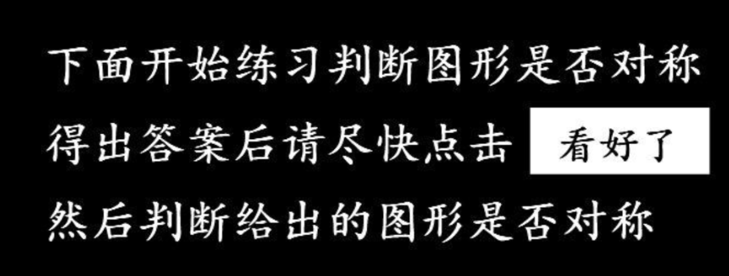 下面开始练习判断图形是否对称
得出答案后请尽快点击 看好了
然后判断给出的图形是否对称